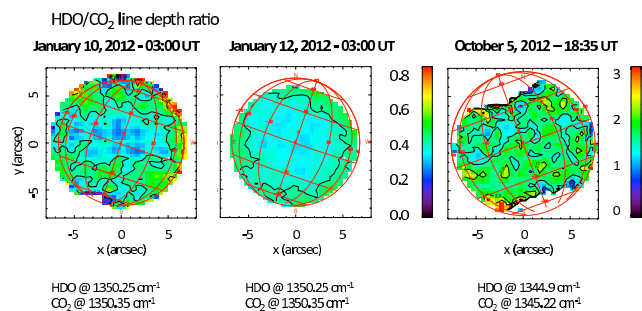 HDO/CO₂ line depth ratio
January 10, 2012 - 03:00 UT
January 12, 2012 - 03:00 UT
October 5, 2012 – 18:35 UT
5
0
-5
y (arcsec)
-5 0 5
x (arcsec)
-5 0 5
x (arcsec)
0.8
0.6
0.4
0.2
0.0
-5 0 5
x (arcsec)
3
2
1
0
HDO @ 1350.25 cm⁻¹
CO₂ @ 1350.35 cm⁻¹
HDO @ 1350.25 cm⁻¹
CO₂ @ 1350.35 cm⁻¹
HDO @ 1344.9 cm⁻¹
CO₂ @ 1345.22 cm⁻¹